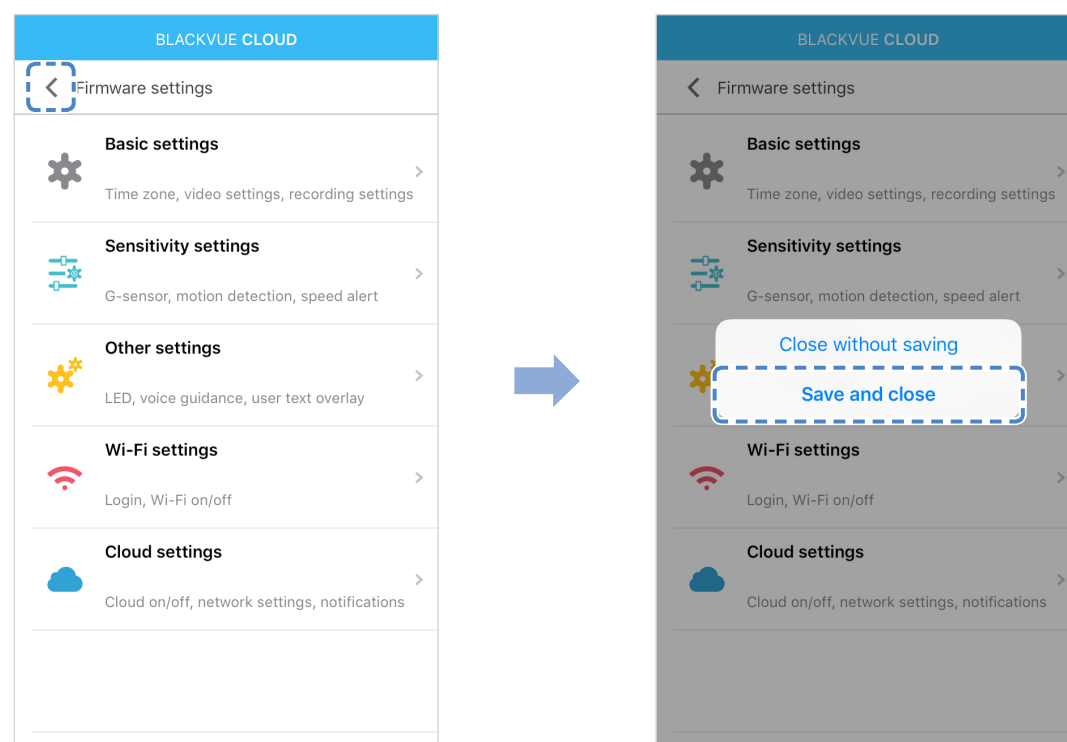 BLACKVUE CLOUD
Firmware settings
Basic settings
Time zone, video settings, recording settings
Sensitivity settings
G-sensor, motion detection, speed alert
Other settings
LED, voice guidance, user text overlay
Wi-Fi settings
Login, Wi-Fi on/off
Cloud settings
Cloud on/off, network settings, notifications
BLACKVUE CLOUD
Firmware settings
Basic settings
Time zone, video settings, recording settings
Sensitivity settings
G-sensor, motion detection, speed alert
Close without saving
Save and close
Wi-Fi settings
Login, Wi-Fi on/off
Cloud settings
Cloud on/off, network settings, notifications